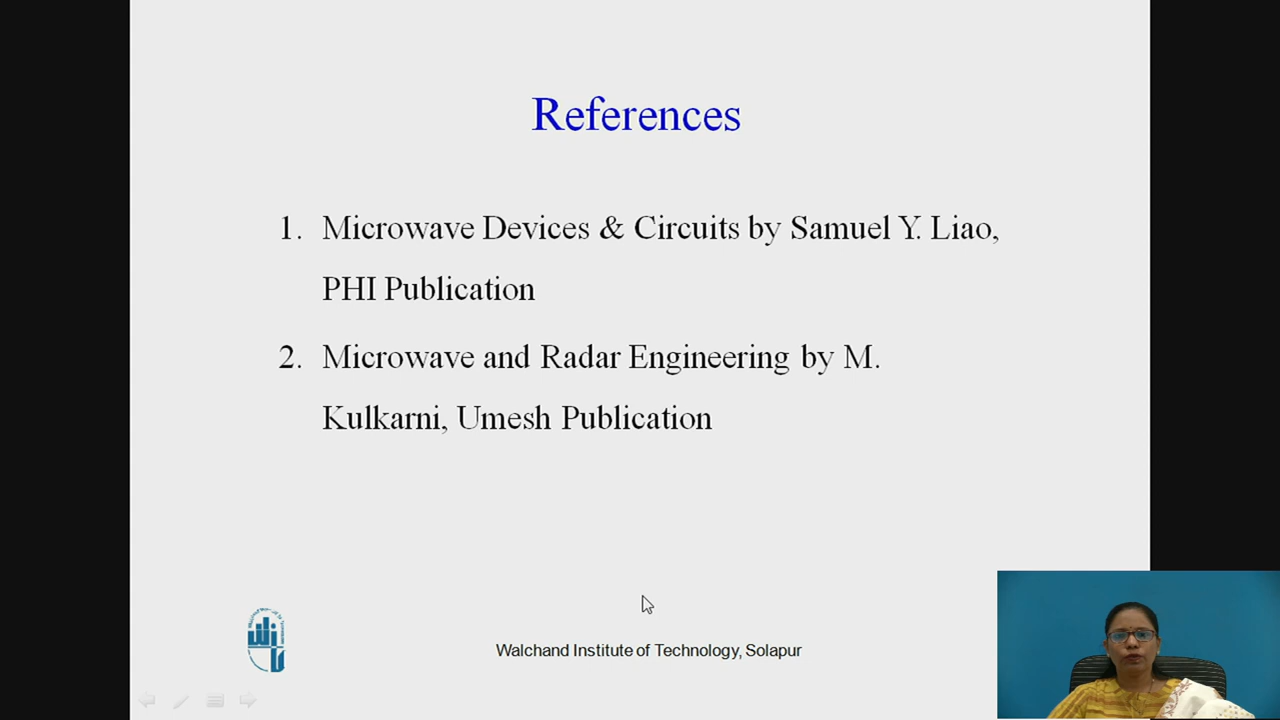 References
1. Microwave Devices & Circuits by Samuel Y. Liao,
PHI Publication
2. Microwave and Radar Engineering by M.
Kulkarni, Umesh Publication
Walchand Institute of Technology, Solapur